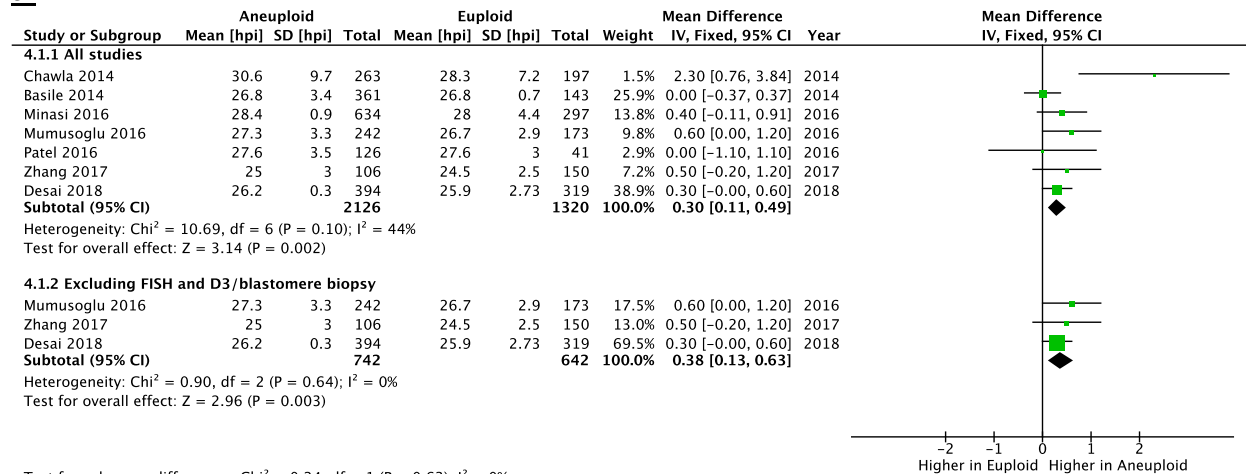 Aneuploid Euploid Mean Difference Mean Difference
Study or Subgroup Mean [hpi] SD [hpi] Total Mean [hpi] SD [hpi] Total Weight IV, Fixed, 95% CI Year IV, Fixed, 95% CI
4.1.1 All studies
Chawla 2014 30.6 9.7 263 28.3 7.2 197 1.5% 2.30 [0.76, 3.84] 2014
Basile 2014 26.8 3.4 361 26.8 0.7 143 25.9% 0.00 [-0.37, 0.37] 2014
Minasi 2016 28.4 0.9 634 28 4.4 297 13.8% 0.40 [-0.11, 0.91] 2016
Mumusoglu 2016 27.3 3.3 242 26.7 2.9 173 9.8% 0.60 [0.00, 1.20] 2016
Patel 2016 27.6 3.5 126 27.6 3 41 2.9% 0.00 [-1.10, 1.10] 2016
Zhang 2017 25 3 106 24.5 2.5 150 7.2% 0.50 [-0.20, 1.20] 2017
Desai 2018 26.2 0.3 394 25.9 2.73 319 38.9% 0.30 [-0.00, 0.60] 2018
Subtotal (95% CI) 2126 1320 100.0% 0.30 [0.11, 0.49]
Heterogeneity: Chi² = 10.69, df = 6 (P = 0.10); I² = 44%
Test for overall effect: Z = 3.14 (P = 0.002)
4.1.2 Excluding FISH and D3/blastomere biopsy
Mumusoglu 2016 27.3 3.3 242 26.7 2.9 173 17.5% 0.60 [0.00, 1.20] 2016
Zhang 2017 25 3 106 24.5 2.5 150 13.0% 0.50 [-0.20, 1.20] 2017
Desai 2018 26.2 0.3 394 25.9 2.73 319 69.5% 0.30 [-0.00, 0.60] 2018
Subtotal (95% CI) 742 642 100.0% 0.38 [0.13, 0.63]
Heterogeneity: Chi² = 0.90, df = 2 (P = 0.64); I² = 0%
Test for overall effect: Z = 2.96 (P = 0.003)
-2 -1 0 1 2
Higher in Euploid Higher in Aneuploid